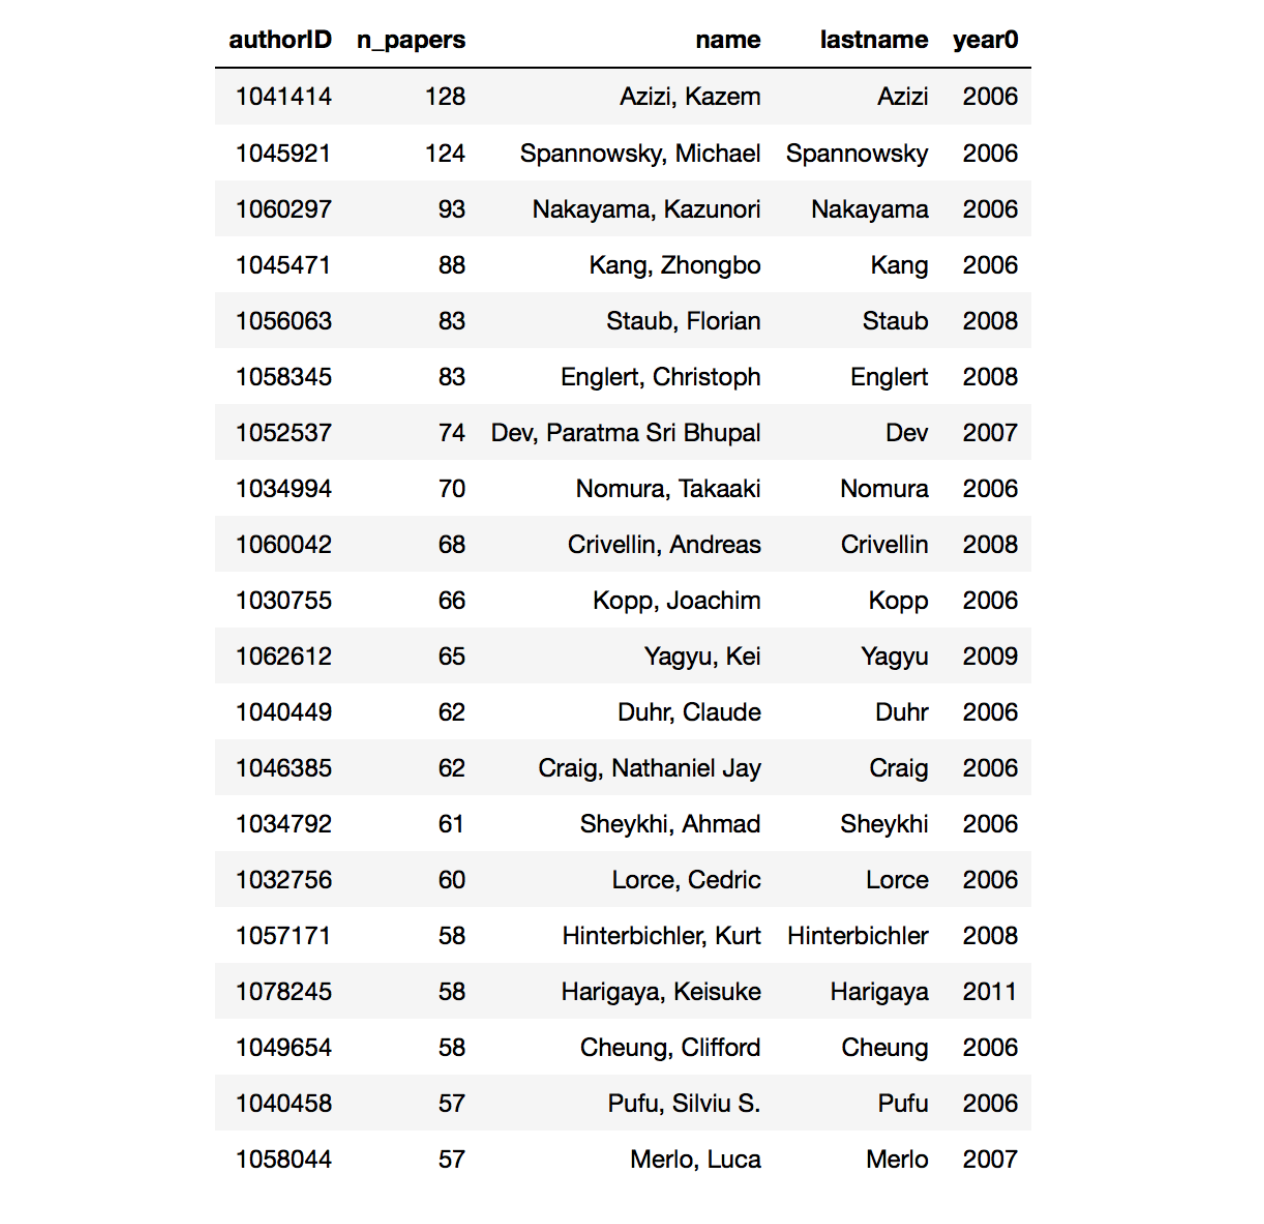 authorID n_papers name lastname year0
1041414 128 Azizi, Kazem Azizi 2006
1045921 124 Spannowsky, Michael Spannowsky 2006
1060297 93 Nakayama, Kazunori Nakayama 2006
1045471 88 Kang, Zhongbo Kang 2006
1056063 83 Staub, Florian Staub 2008
1058345 83 Englert, Christoph Englert 2008
1052537 74 Dev, Paratma Sri Bhupal Dev 2007
1034994 70 Nomura, Takaaki Nomura 2006
1060042 68 Crivellin, Andreas Crivellin 2008
1030755 66 Kopp, Joachim Kopp 2006
1062612 65 Yagyu, Kei Yagyu 2009
1040449 62 Duhr, Claude Duhr 2006
1046385 62 Craig, Nathaniel Jay Craig 2006
1034792 61 Sheykhi, Ahmad Sheykhi 2006
1032756 60 Lorce, Cedric Lorce 2006
1057171 58 Hinterbichler, Kurt Hinterbichler 2008
1078245 58 Harigaya, Keisuke Harigaya 2011
1049654 58 Cheung, Clifford Cheung 2006
1040458 57 Pufu, Silviu S. Pufu 2006
1058044 57 Merlo, Luca Merlo 2007